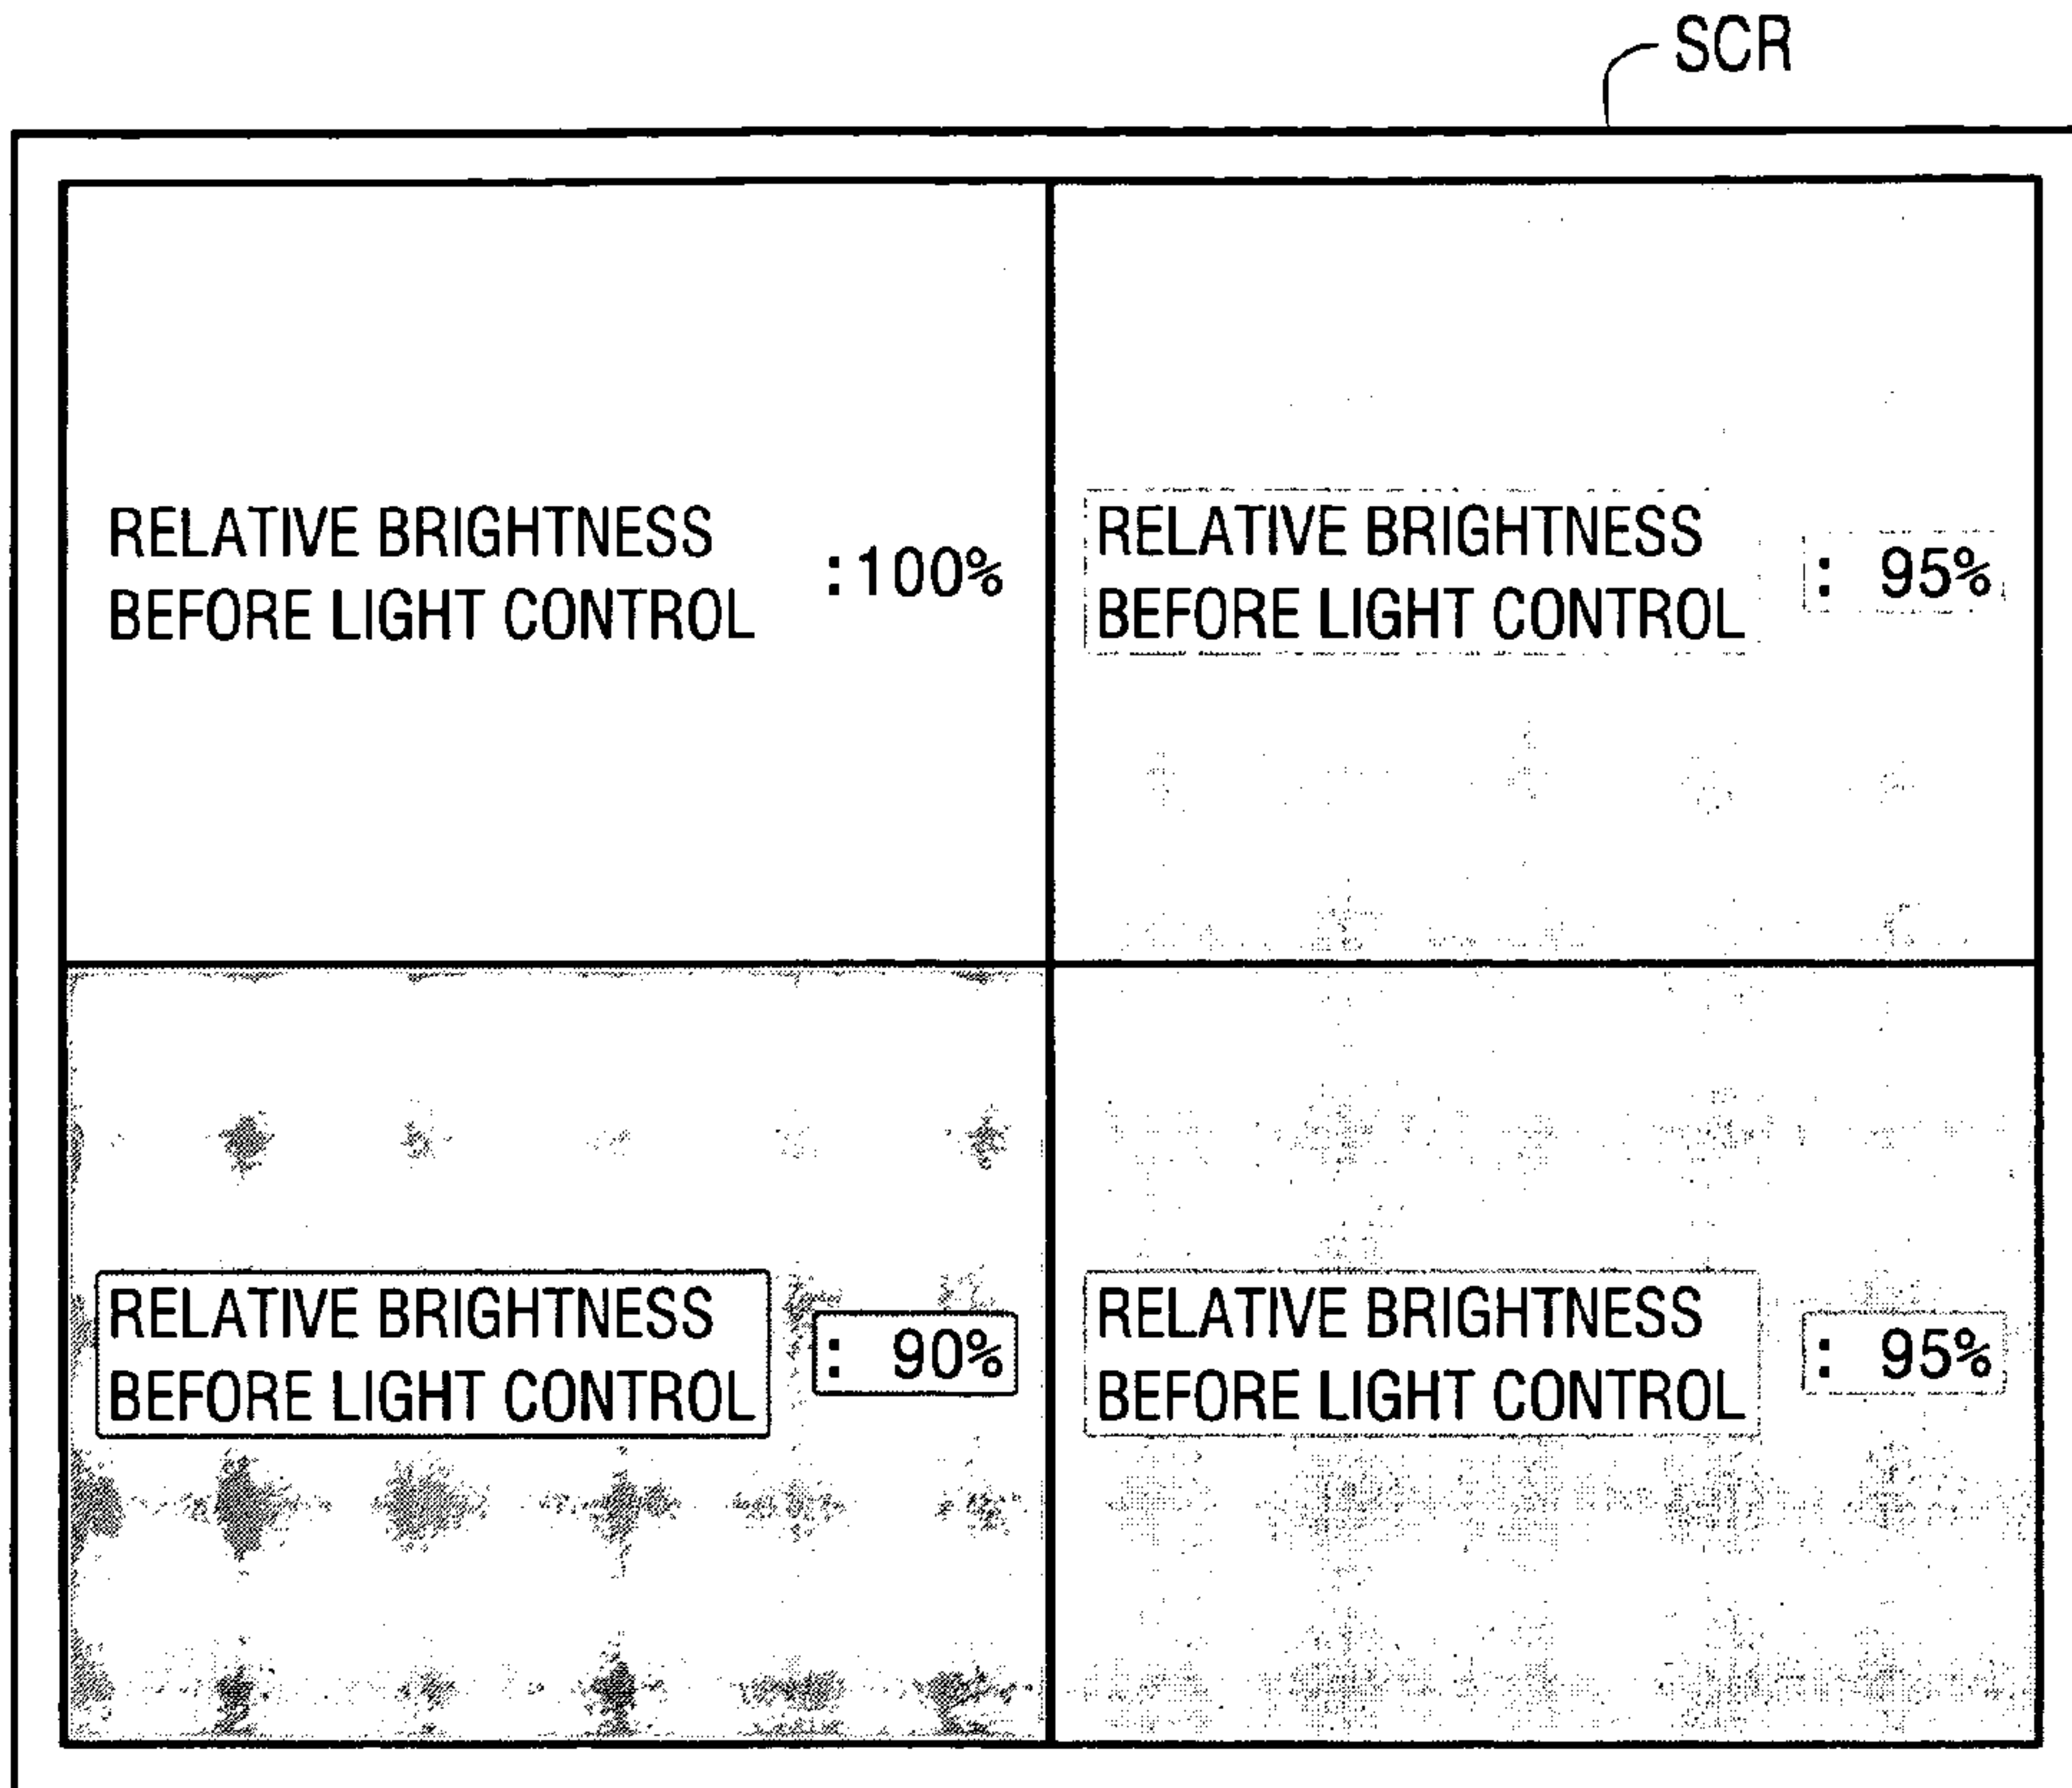 SCR
RELATIVE BRIGHTNESS
BEFORE LIGHT CONTROL :100%
RELATIVE BRIGHTNESS
BEFORE LIGHT CONTROL : 95%
RELATIVE BRIGHTNESS
BEFORE LIGHT CONTROL : 90%
RELATIVE BRIGHTNESS
BEFORE LIGHT CONTROL : 95%